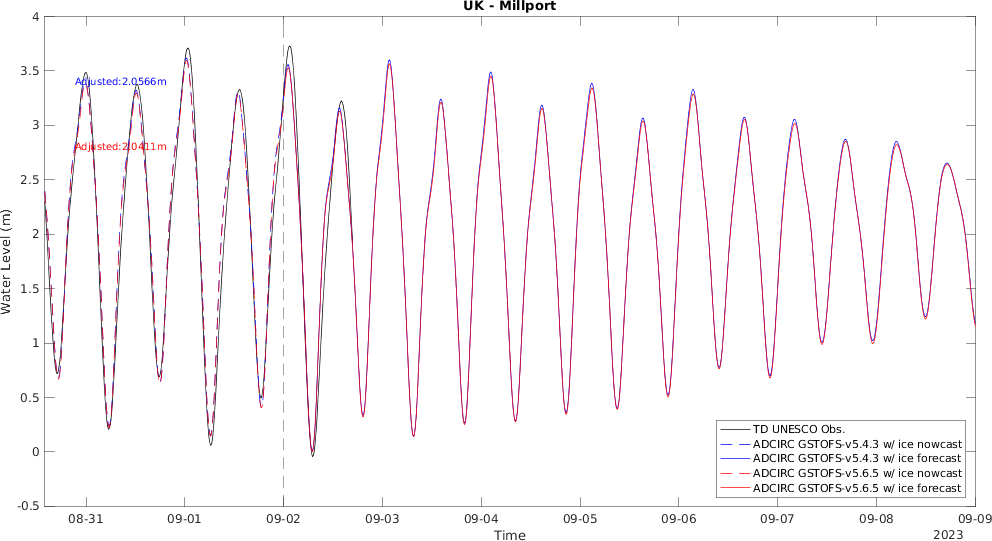 UK - Millport
4
3.5
3
2.5
2
1.5
1
0.5
0
-0.5
Water Level (m)
Adjusted:2.0566m
Adjusted:2.0411m
TD UNESCO Obs.
ADCIRC GSTOFS-v5.4.3 w/ ice nowcast
ADCIRC GSTOFS-v5.4.3 w/ ice forecast
ADCIRC GSTOFS-v5.6.5 w/ ice nowcast
ADCIRC GSTOFS-v5.6.5 w/ ice forecast
08-31 09-01 09-02 09-03 09-04 09-05 09-06 09-07 09-08 09-09
Time
2023